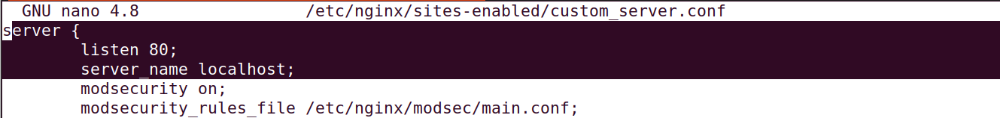 GNU nano 4.8 /etc/nginx/sites-enabled/custom_server.conf
server {
listen 80;
server_name localhost;
modsecurity on;
modsecurity_rules_file /etc/nginx/modsec/main.conf;